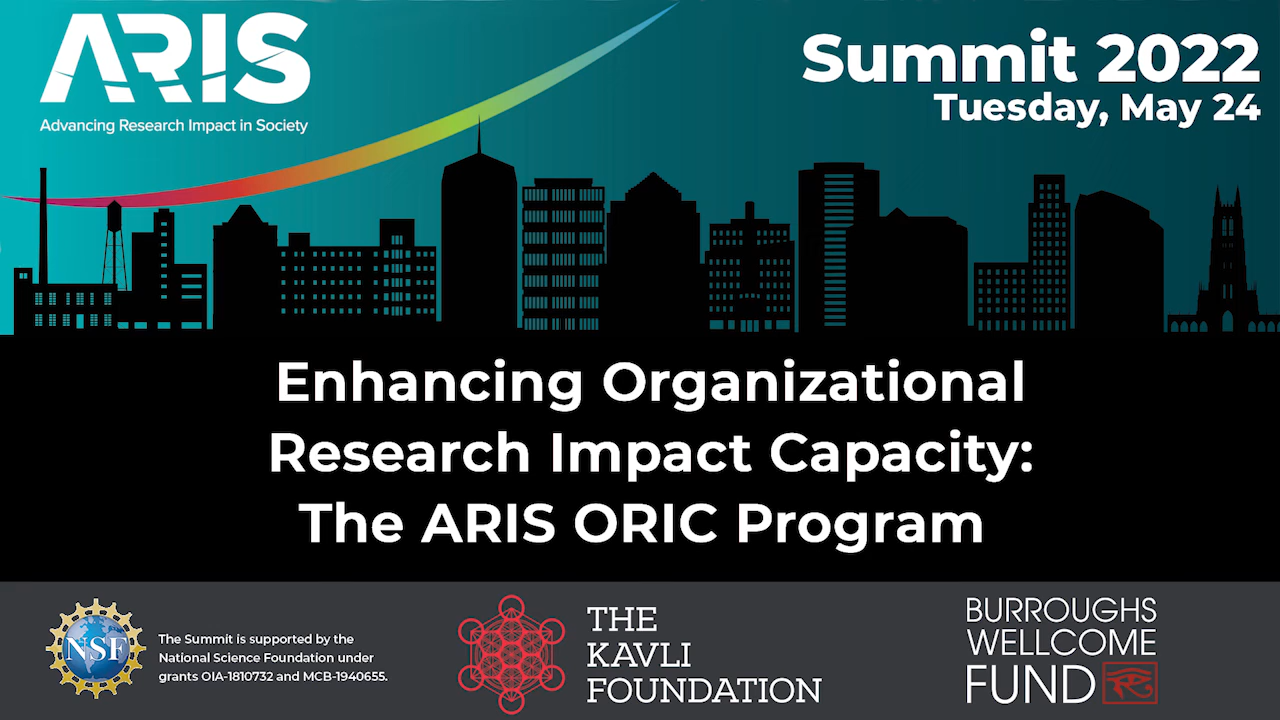 ARIS
Advancing Research Impact in Society
Summit 2022
Tuesday, May 24
Enhancing Organizational
Research Impact Capacity:
The ARIS ORIC Program
NSF
The Summit is supported by the
National Science Foundation under
grants OIA-1810732 and MCB-1940655.
THE
KAVLI
FOUNDATION
BURROUGHS
WELLCOME
FUND